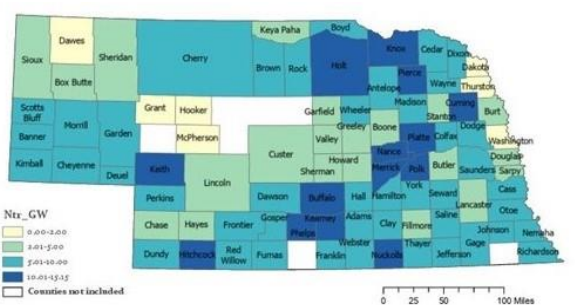 Keya Paha Boyd
Dawes Knox Cedar Dixon
Sioux Sheridan Cherry Holt Dakota
Brown Rock Pierce Wayne Thurston
Box Butte Antelope
Scotts Bluff Grant Hooker Garfield Wheeler Madison Stanton Cuming Burt
Banner Morrill Garden McPherson Greeley Boone Platte Colfax Dodge Washington
Kimball Cheyenne Deuel Keith Custer Valley Nance Butler Saunders Douglas
Sherman Howard Merrick Polk Sarpy
Lincoln York Cass
Perkins Dawson Buffalo Hall Hamilton Seward Lancaster Otoe
Ntr_GW
0.00-2.00 Chase Hayes Frontier Gosper Kearney Adams Clay Fillmore Saline
2.01-5.00 Phelps Johnson Nemaha
5.01-10.00 Dundy Hitchcock Red Willow Furnas Franklin Webster Nuckolls Thayer Jefferson Gage Richardson
10.01-15.15
Counties not included
0 25 50 100 Miles